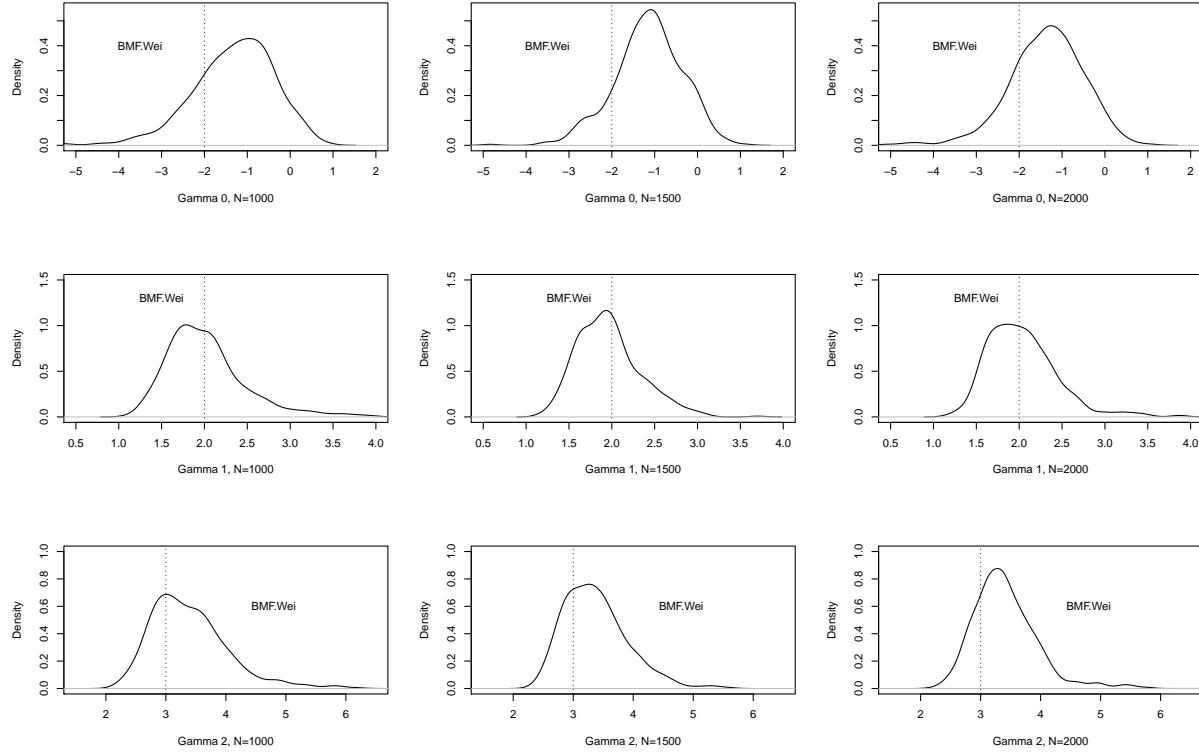 BMF.Wei
Density
0.0 0.2 0.4
−5 −4 −3 −2 −1 0 1 2
Gamma 0, N=1000
BMF.Wei
Density
0.0 0.2 0.4
−5 −4 −3 −2 −1 0 1 2
Gamma 0, N=1500
BMF.Wei
Density
0.0 0.2 0.4
−5 −4 −3 −2 −1 0 1 2
Gamma 0, N=2000
BMF.Wei
Density
0.0 0.5 1.0 1.5
0.5 1.0 1.5 2.0 2.5 3.0 3.5 4.0
Gamma 1, N=1000
BMF.Wei
Density
0.0 0.5 1.0 1.5
0.5 1.0 1.5 2.0 2.5 3.0 3.5 4.0
Gamma 1, N=1500
BMF.Wei
Density
0.0 0.5 1.0 1.5
0.5 1.0 1.5 2.0 2.5 3.0 3.5 4.0
Gamma 1, N=2000
BMF.Wei
Density
0.0 0.2 0.4 0.6 0.8 1.0
2 3 4 5 6
Gamma 2, N=1000
BMF.Wei
Density
0.0 0.2 0.4 0.6 0.8 1.0
2 3 4 5 6
Gamma 2, N=1500
BMF.Wei
Density
0.0 0.2 0.4 0.6 0.8 1.0
2 3 4 5 6
Gamma 2, N=2000